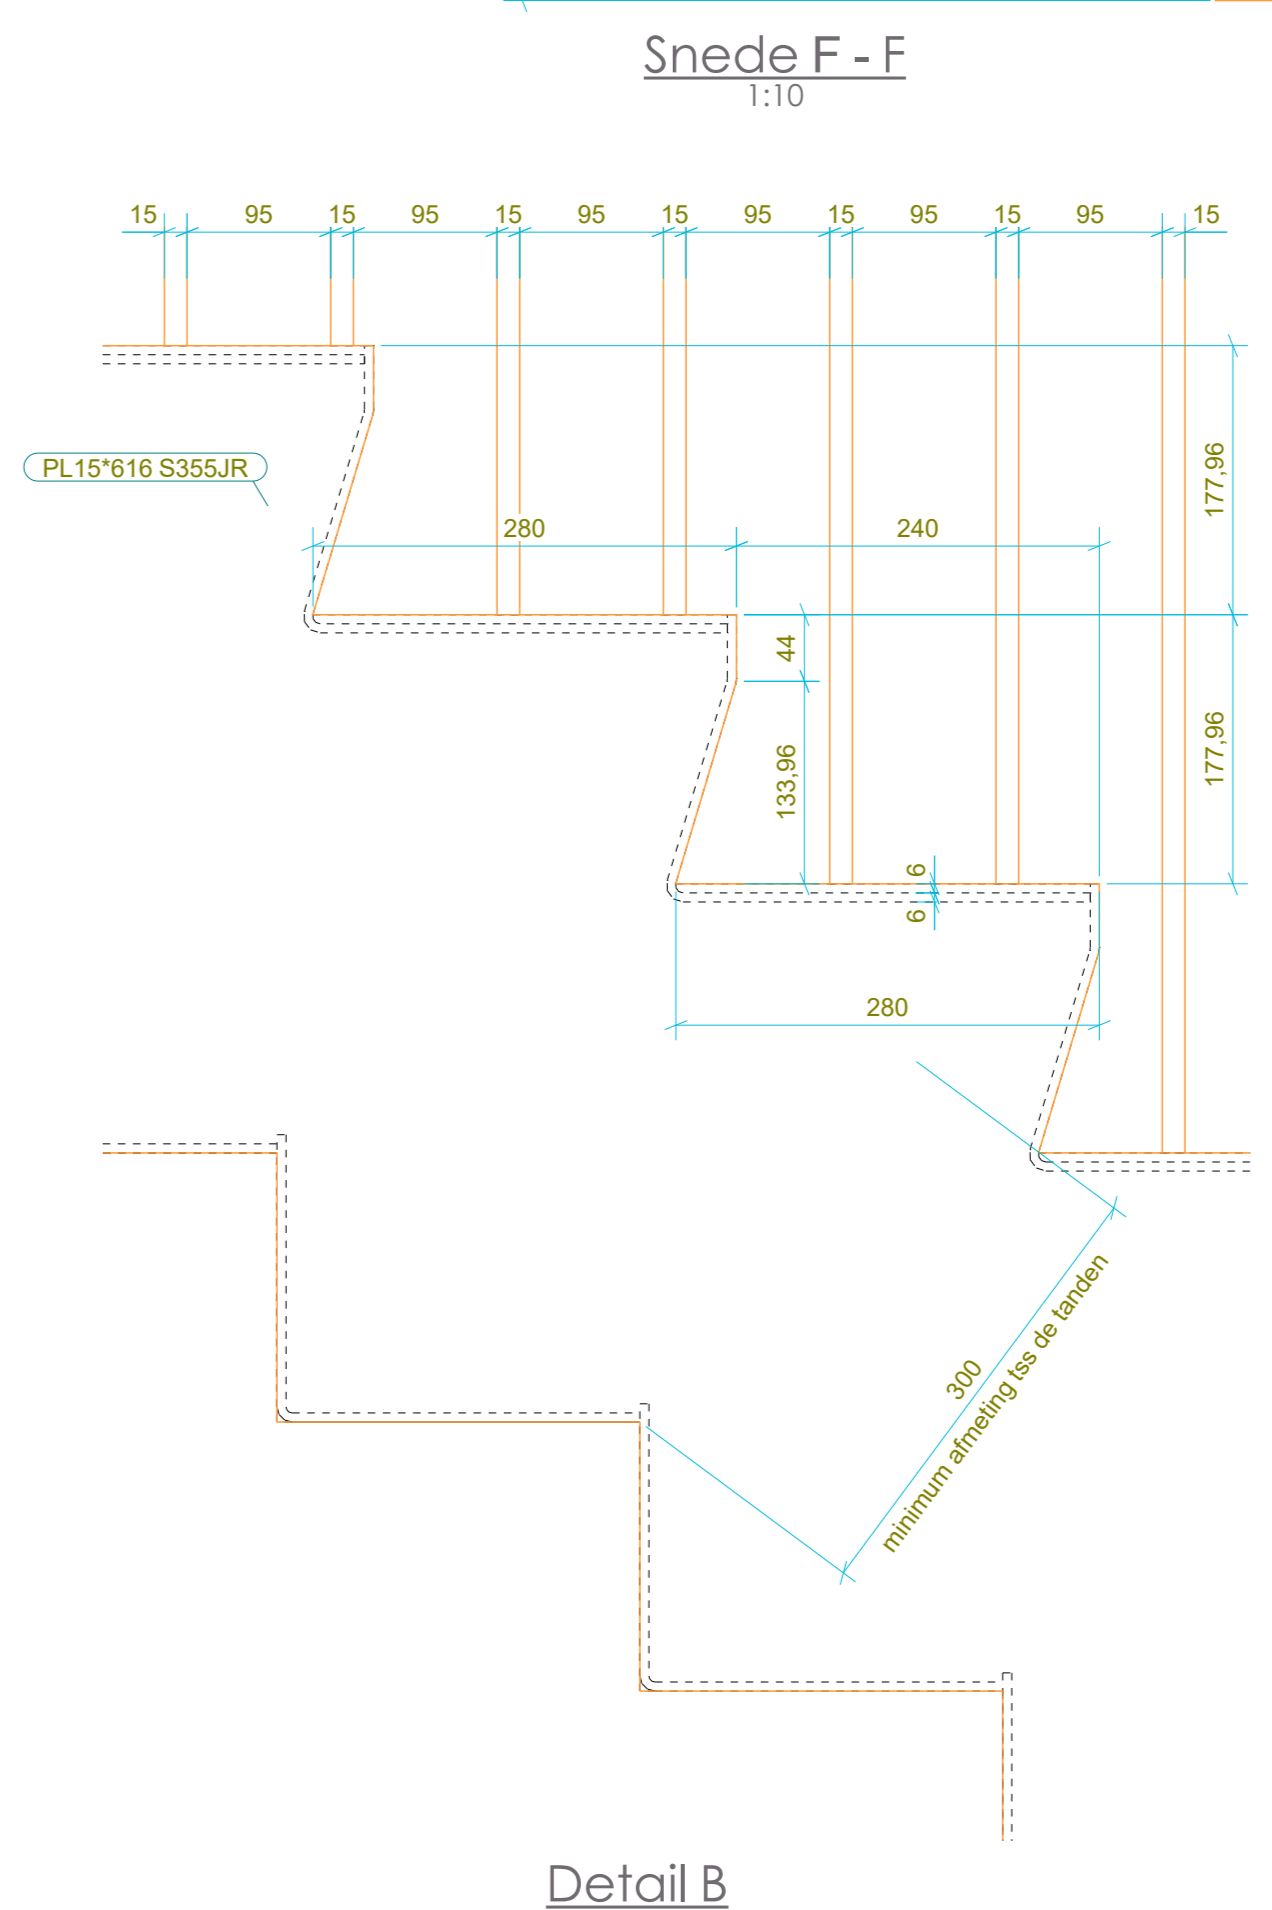 Snede F - F
1:10
15 95 15 95 15 95 15 95 15 95 15 95 15
PL15*616 S355JR
177,96
280
240
44
133,96
177,96
6
6
280
300
minimum afmeting tss de tanden
Detail B